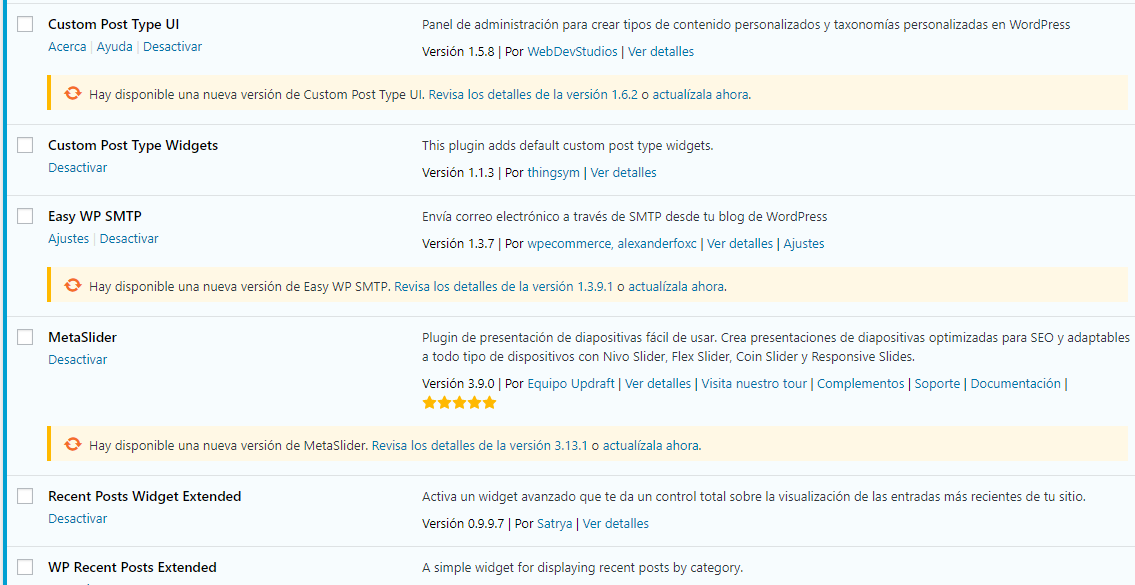 Custom Post Type UI
Panel de administración para crear tipos de contenido personalizados y taxonomías personalizadas en WordPress
Acerca | Ayuda | Desactivar
Versión 1.5.8 | Por WebDevStudios | Ver detalles
Hay disponible una nueva versión de Custom Post Type UI. Revisa los detalles de la versión 1.6.2 o actualízala ahora.
Custom Post Type Widgets
This plugin adds default custom post type widgets.
Desactivar
Versión 1.1.3 | Por thingsym | Ver detalles
Easy WP SMTP
Envía correo electrónico a través de SMTP desde tu blog de WordPress
Ajustes | Desactivar
Versión 1.3.7 | Por wpecommerce, alexanderfoxc | Ver detalles | Ajustes
Hay disponible una nueva versión de Easy WP SMTP. Revisa los detalles de la versión 1.3.9.1 o actualízala ahora.
MetaSlider
Plugin de presentación de diapositivas fácil de usar. Crea presentaciones de diapositivas optimizadas para SEO y adaptables
Desactivar
a todo tipo de dispositivos con Nivo Slider, Flex Slider, Coin Slider y Responsive Slides.
Versión 3.9.0 | Por Equipo Updraft | Ver detalles | Visita nuestro tour | Complementos | Soporte | Documentación |
Hay disponible una nueva versión de MetaSlider. Revisa los detalles de la versión 3.13.1 o actualízala ahora.
Recent Posts Widget Extended
Activa un widget avanzado que te da un control total sobre la visualización de las entradas más recientes de tu sitio.
Desactivar
Versión 0.9.9.7 | Por Satrya | Ver detalles
WP Recent Posts Extended
A simple widget for displaying recent posts by category.